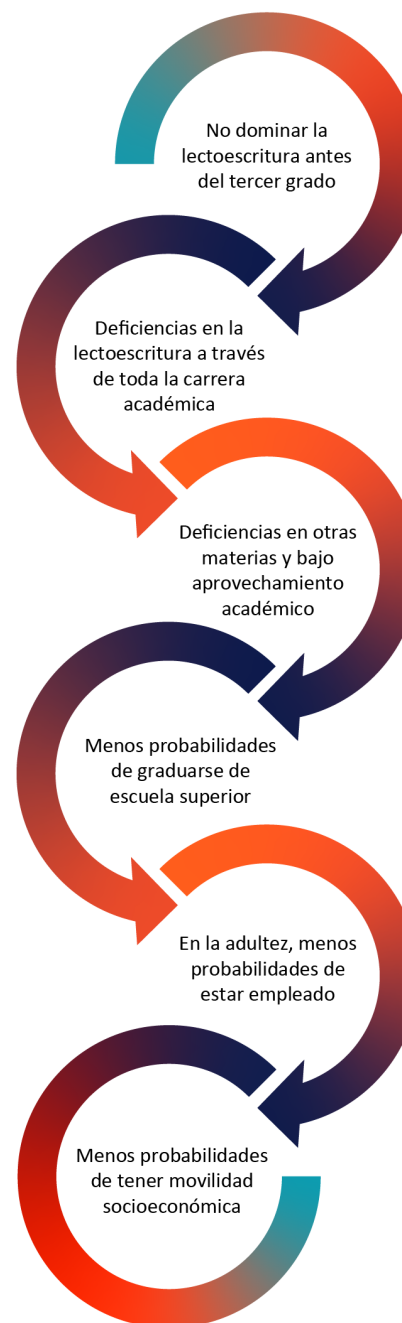 No dominar la
lectoescritura antes
del tercer grado
Deficiencias en la
lectoescritura a través
de toda la carrera
académica
Deficiencias en otras
materias y bajo
aprovechamiento
académico
Menos probabilidades
de graduarse de
escuela superior
En la adultez, menos
probabilidades de
estar empleado
Menos probabilidades
de tener movilidad
socioeconómica